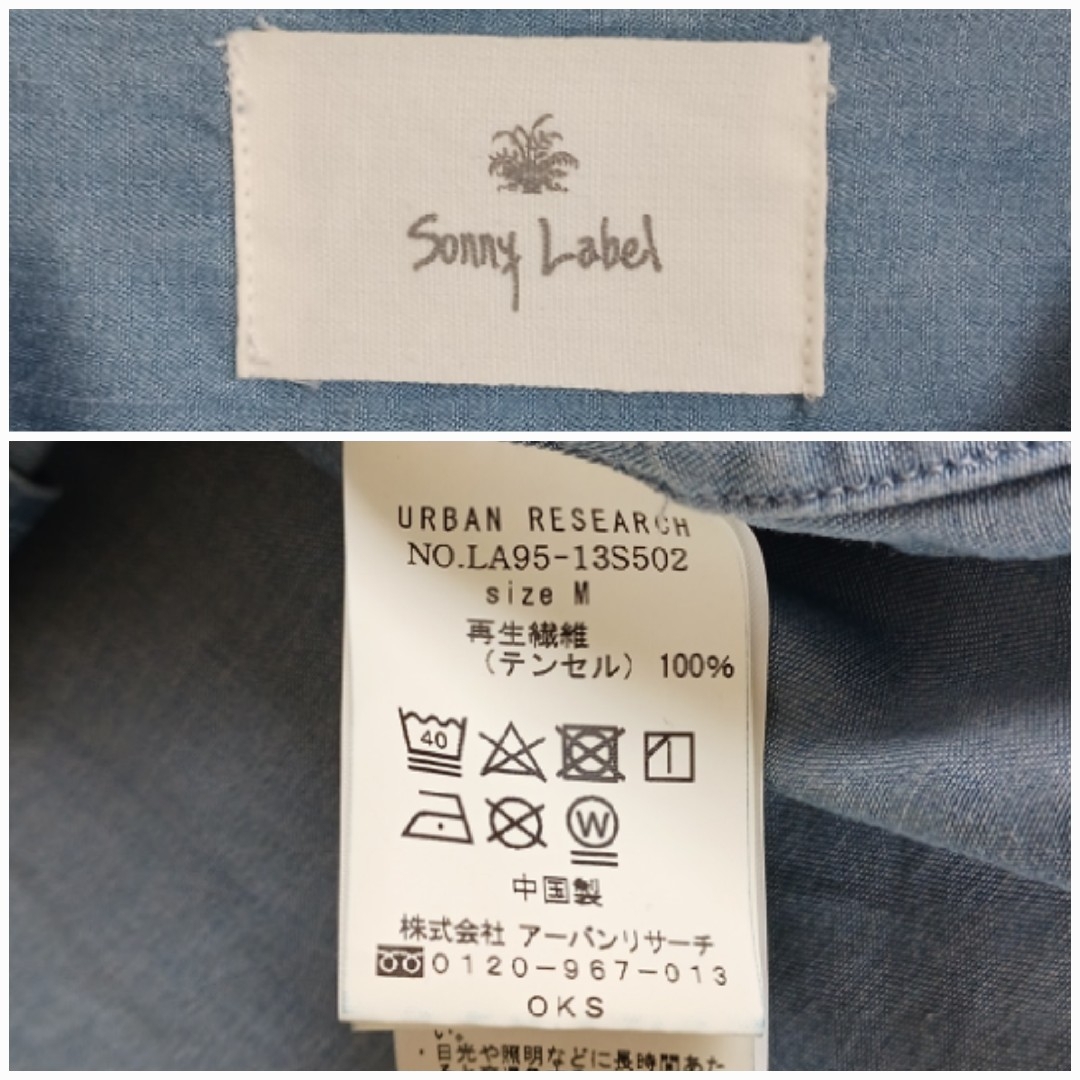 Sonny Label
URBAN RESEARCH
NO.LA95-13S502
size M
再生繊維
（テンセル） 100%
40
W
中国製
株式会社 アーバンリサーチ
0120-967-013
OKS
い。
・日光や照明などに長時間あた